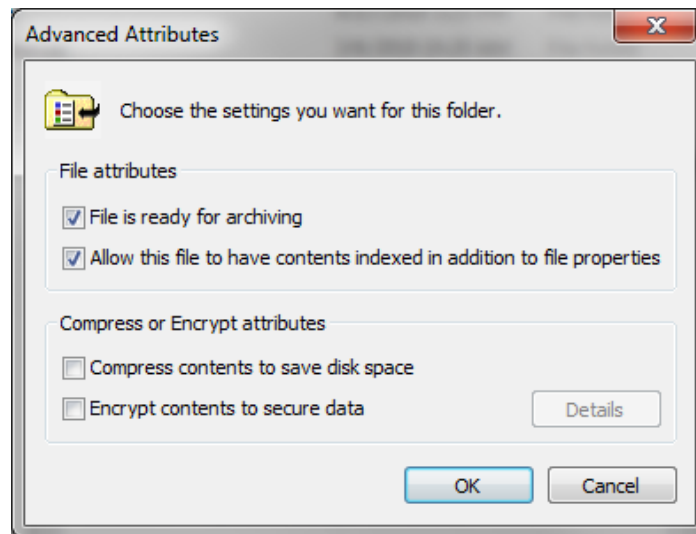 Advanced Attributes
Choose the settings you want for this folder.
File attributes
File is ready for archiving
Allow this file to have contents indexed in addition to file properties
Compress or Encrypt attributes
Compress contents to save disk space
Encrypt contents to secure data
Details
OK
Cancel